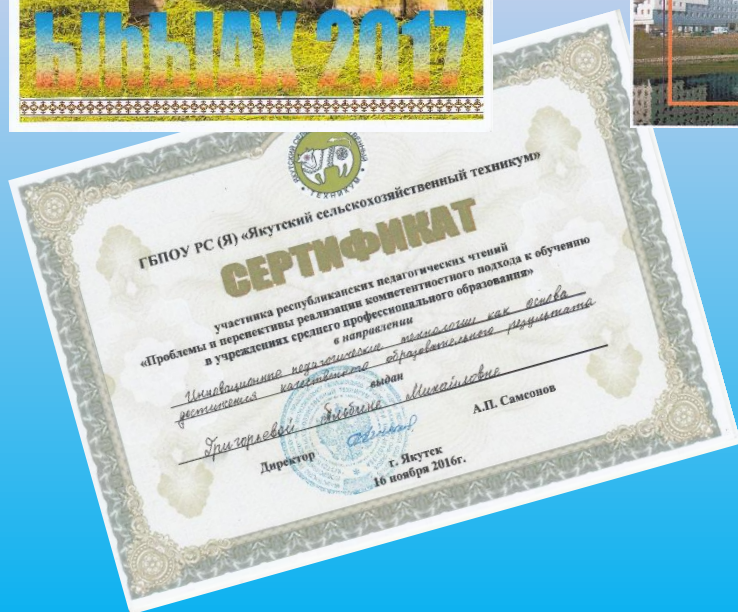 ЫҺЫАХ 2017
ТЕХНИКУМ
ГБПОУ РС (Я) «Якутский сельскохозяйственный техникум»
СЕРТИФИКАТ
участника республиканских педагогических чтений
«Проблемы и перспективы реализации компетентностного подхода к обучению
в учреждениях среднего профессионального образования»
в направлении
Инновационные педагогические технологии как основа
достижения качественного образовательного результата
выдан
Григорьевой Альбине Михайловне
Директор
А.П. Самсонов
г. Якутск
16 ноября 2016г.